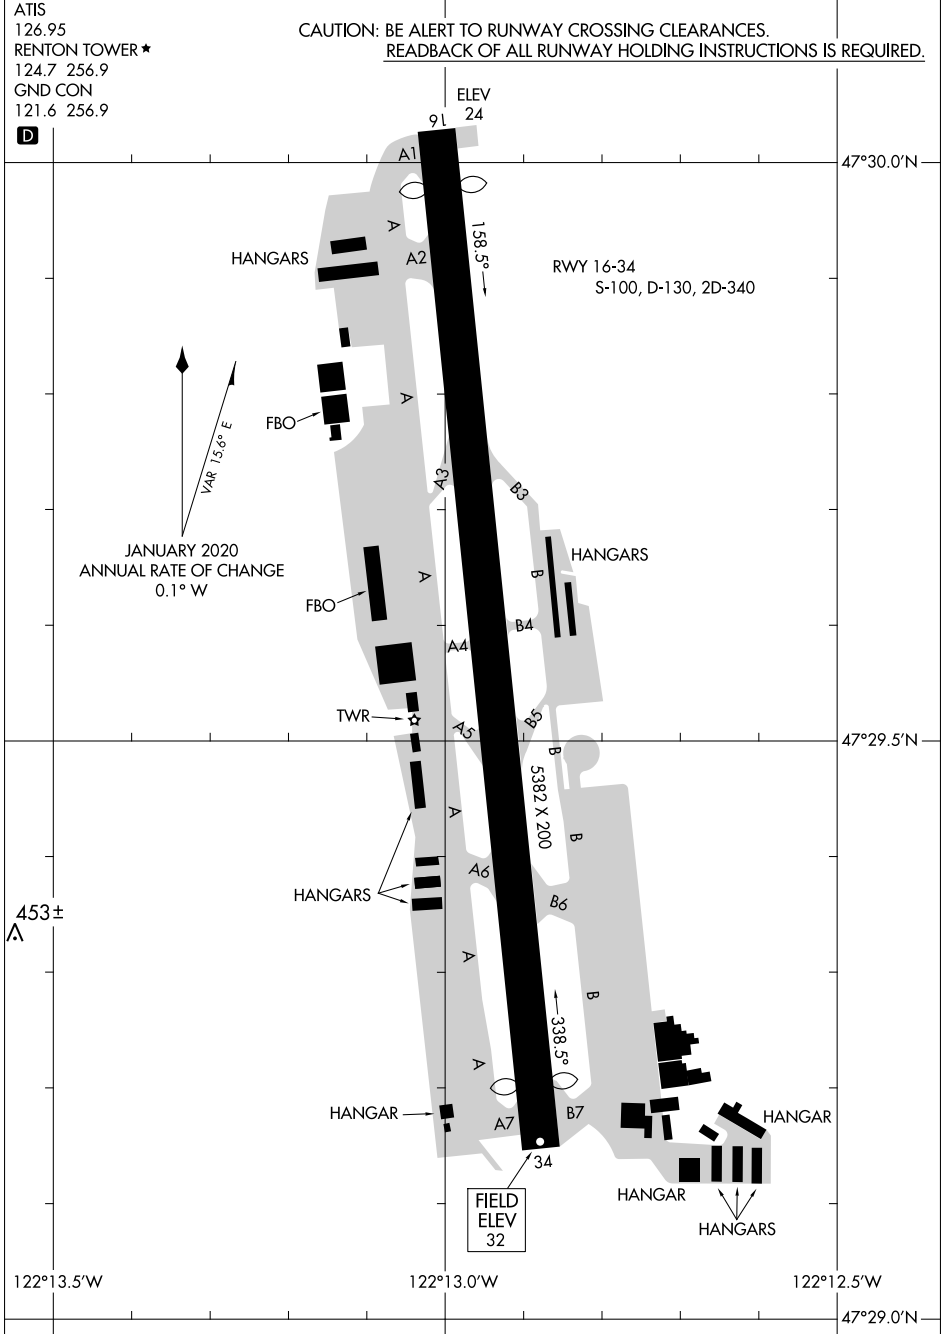 ATIS
126.95
RENTON TOWER★
124.7 256.9
GND CON
121.6 256.9
D
CAUTION: BE ALERT TO RUNWAY CROSSING CLEARANCES.
READBACK OF ALL RUNWAY HOLDING INSTRUCTIONS IS REQUIRED.
ELEV
24
16
A1
47°30.0'N
A
158.5°
HANGARS
A2
RWY 16-34
S-100, D-130, 2D-340
A
FBO
VAR 15.6° E
A3
B3
JANUARY 2020
ANNUAL RATE OF CHANGE
0.1° W
HANGARS
A
B
FBO
B4
A4
TWR
A5
B5
B
47°29.5'N
5382 X 200
A
B
A6
HANGARS
B6
453±
A
B
338.5°
A
HANGAR
A7
B7
HANGAR
34
FIELD
ELEV
32
HANGAR
HANGARS
122°13.5'W
122°13.0'W
122°12.5'W
47°29.0'N